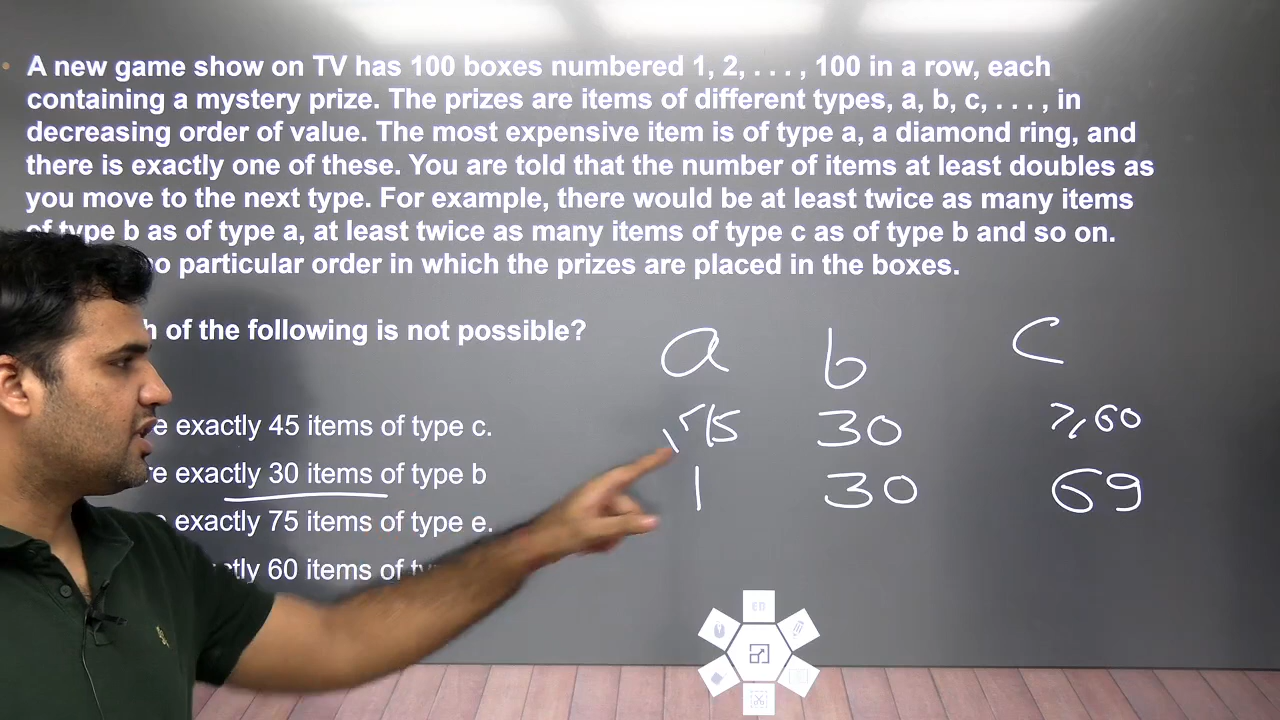 • A new game show on TV has 100 boxes numbered 1, 2, . . . , 100 in a row, each
containing a mystery prize. The prizes are items of different types, a, b, c, . . . , in
decreasing order of value. The most expensive item is of type a, a diamond ring, and
there is exactly one of these. You are told that the number of items at least doubles as
you move to the next type. For example, there would be at least twice as many items
of type b as of type a, at least twice as many items of type c as of type b and so on.
particular order in which the prizes are placed in the boxes.
of the following is not possible?
a b c
exactly 45 items of type c.
30 ≥60
exactly 30 items of type b
1 30 69
exactly 75 items of type e.
60 items of
ED